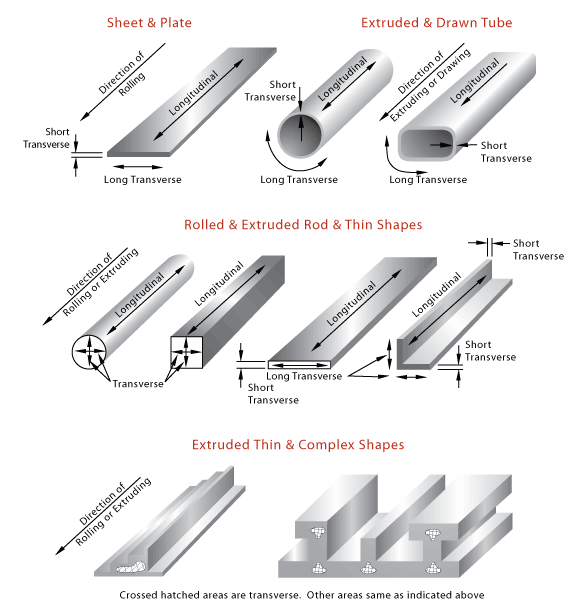 Sheet & Plate
Direction of
Rolling
Longitudinal
Short
Transverse
Long Transverse
Extruded & Drawn Tube
Short
Transverse
Longitudinal
Long Transverse
Direction of
Extruding or Drawing
Longitudinal
Short
Transverse
Long Transverse
Rolled & Extruded Rod & Thin Shapes
Direction of
Rolling or Extruding
Longitudinal
Longitudinal
Transverse
Longitudinal
Long Transverse
Short
Transverse
Longitudinal
Short
Transverse
Short
Transverse
Extruded Thin & Complex Shapes
Direction of
Rolling or Extruding
Crossed hatched areas are transverse. Other areas same as indicated above